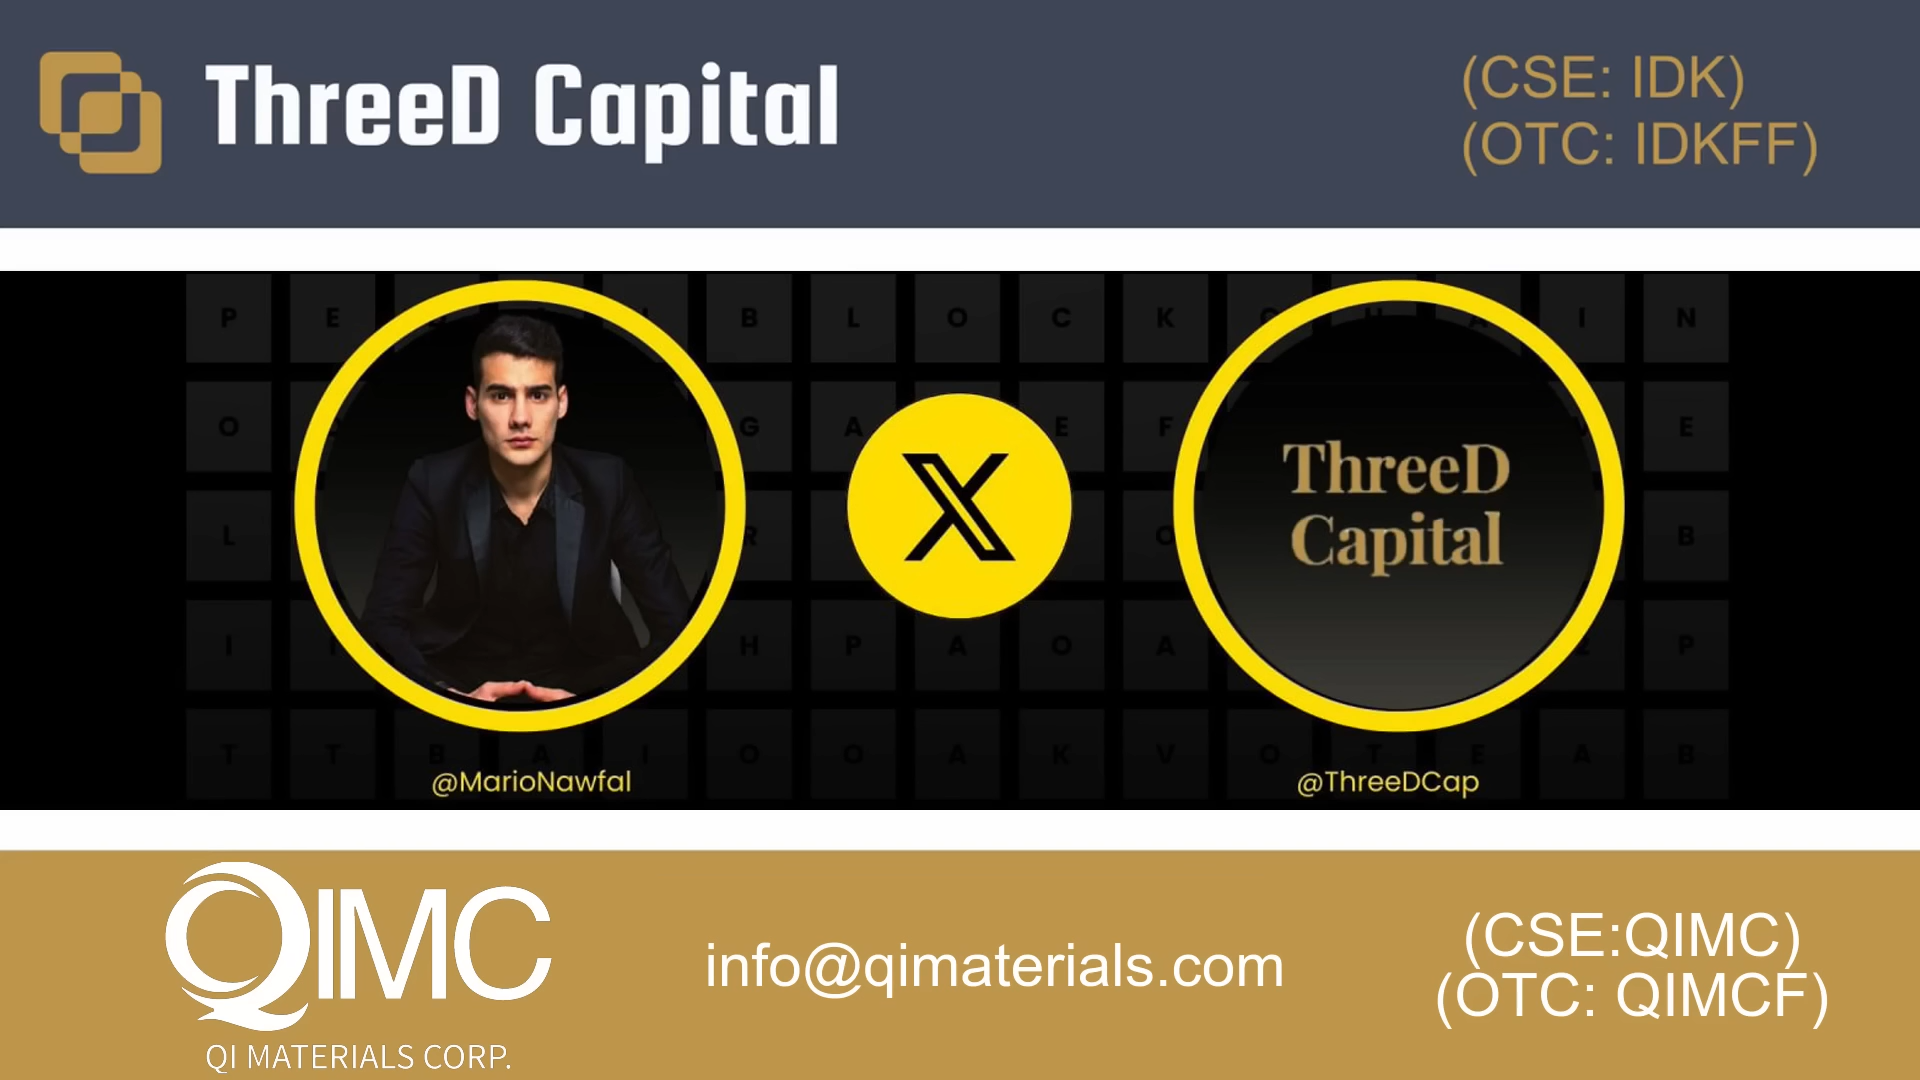 ThreeD Capital
(CSE: IDK)
(OTC: IDKFF)
P E B L O C K C H A I N
O G A E F E
L R O B
I I H P A O A Z P
T T B A I O O A K V O T E A B
X
ThreeD
Capital
@MarioNawfal
@ThreeDCap
QIMC
QI MATERIALS CORP.
info@qimaterials.com
(CSE:QIMC)
(OTC: QIMCF)